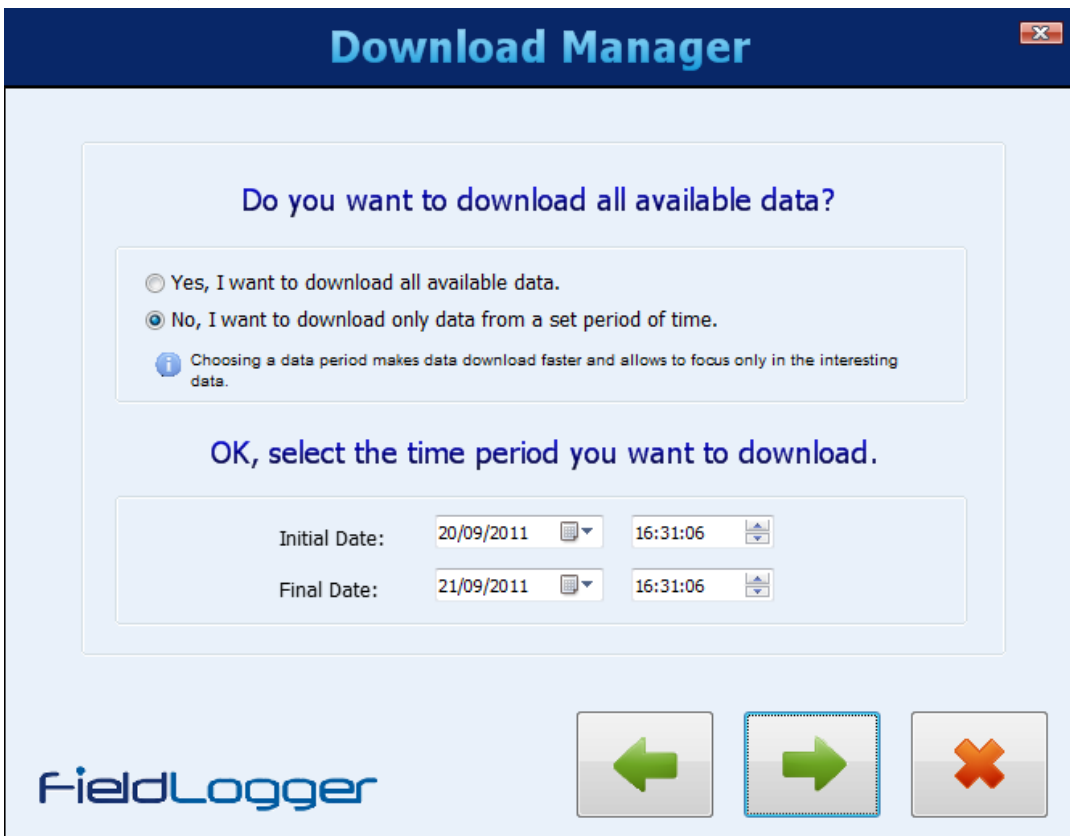 Download Manager
Do you want to download all available data?
Yes, I want to download all available data.
No, I want to download only data from a set period of time.
Choosing a data period makes data download faster and allows to focus only in the interesting
data.
OK, select the time period you want to download.
Initial Date: 20/09/2011 16:31:06
Final Date: 21/09/2011 16:31:06
FieldLogger